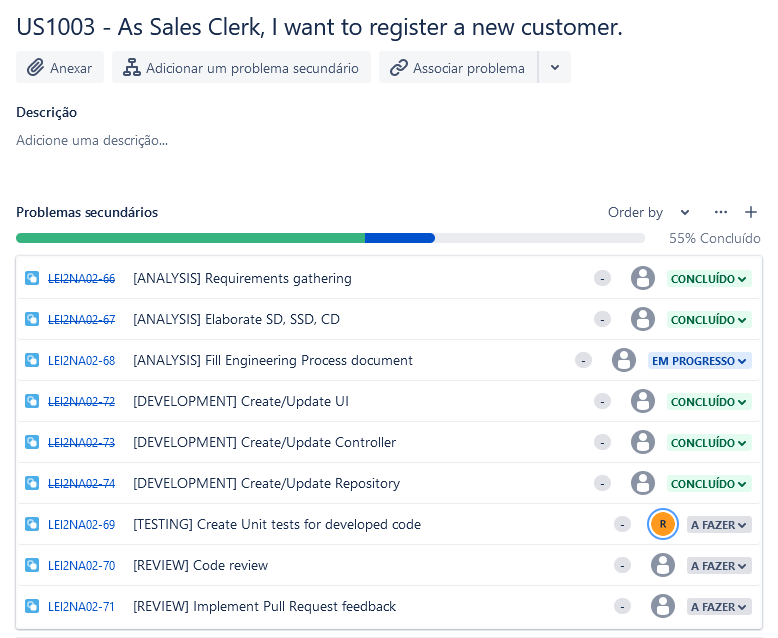 US1003 - As Sales Clerk, I want to register a new customer.
Anexar Adicionar um problema secundário Associar problema
Descrição
Adicione uma descrição...
Problemas secundários Order by
55% Concluído
LEI2NA02-66 [ANALYSIS] Requirements gathering - CONCLUÍDO
LEI2NA02-67 [ANALYSIS] Elaborate SD, SSD, CD - CONCLUÍDO
LEI2NA02-68 [ANALYSIS] Fill Engineering Process document - EM PROGRESSO
LEI2NA02-72 [DEVELOPMENT] Create/Update UI - CONCLUÍDO
LEI2NA02-73 [DEVELOPMENT] Create/Update Controller - CONCLUÍDO
LEI2NA02-74 [DEVELOPMENT] Create/Update Repository - CONCLUÍDO
LEI2NA02-69 [TESTING] Create Unit tests for developed code - R A FAZER
LEI2NA02-70 [REVIEW] Code review - A FAZER
LEI2NA02-71 [REVIEW] Implement Pull Request feedback - A FAZER